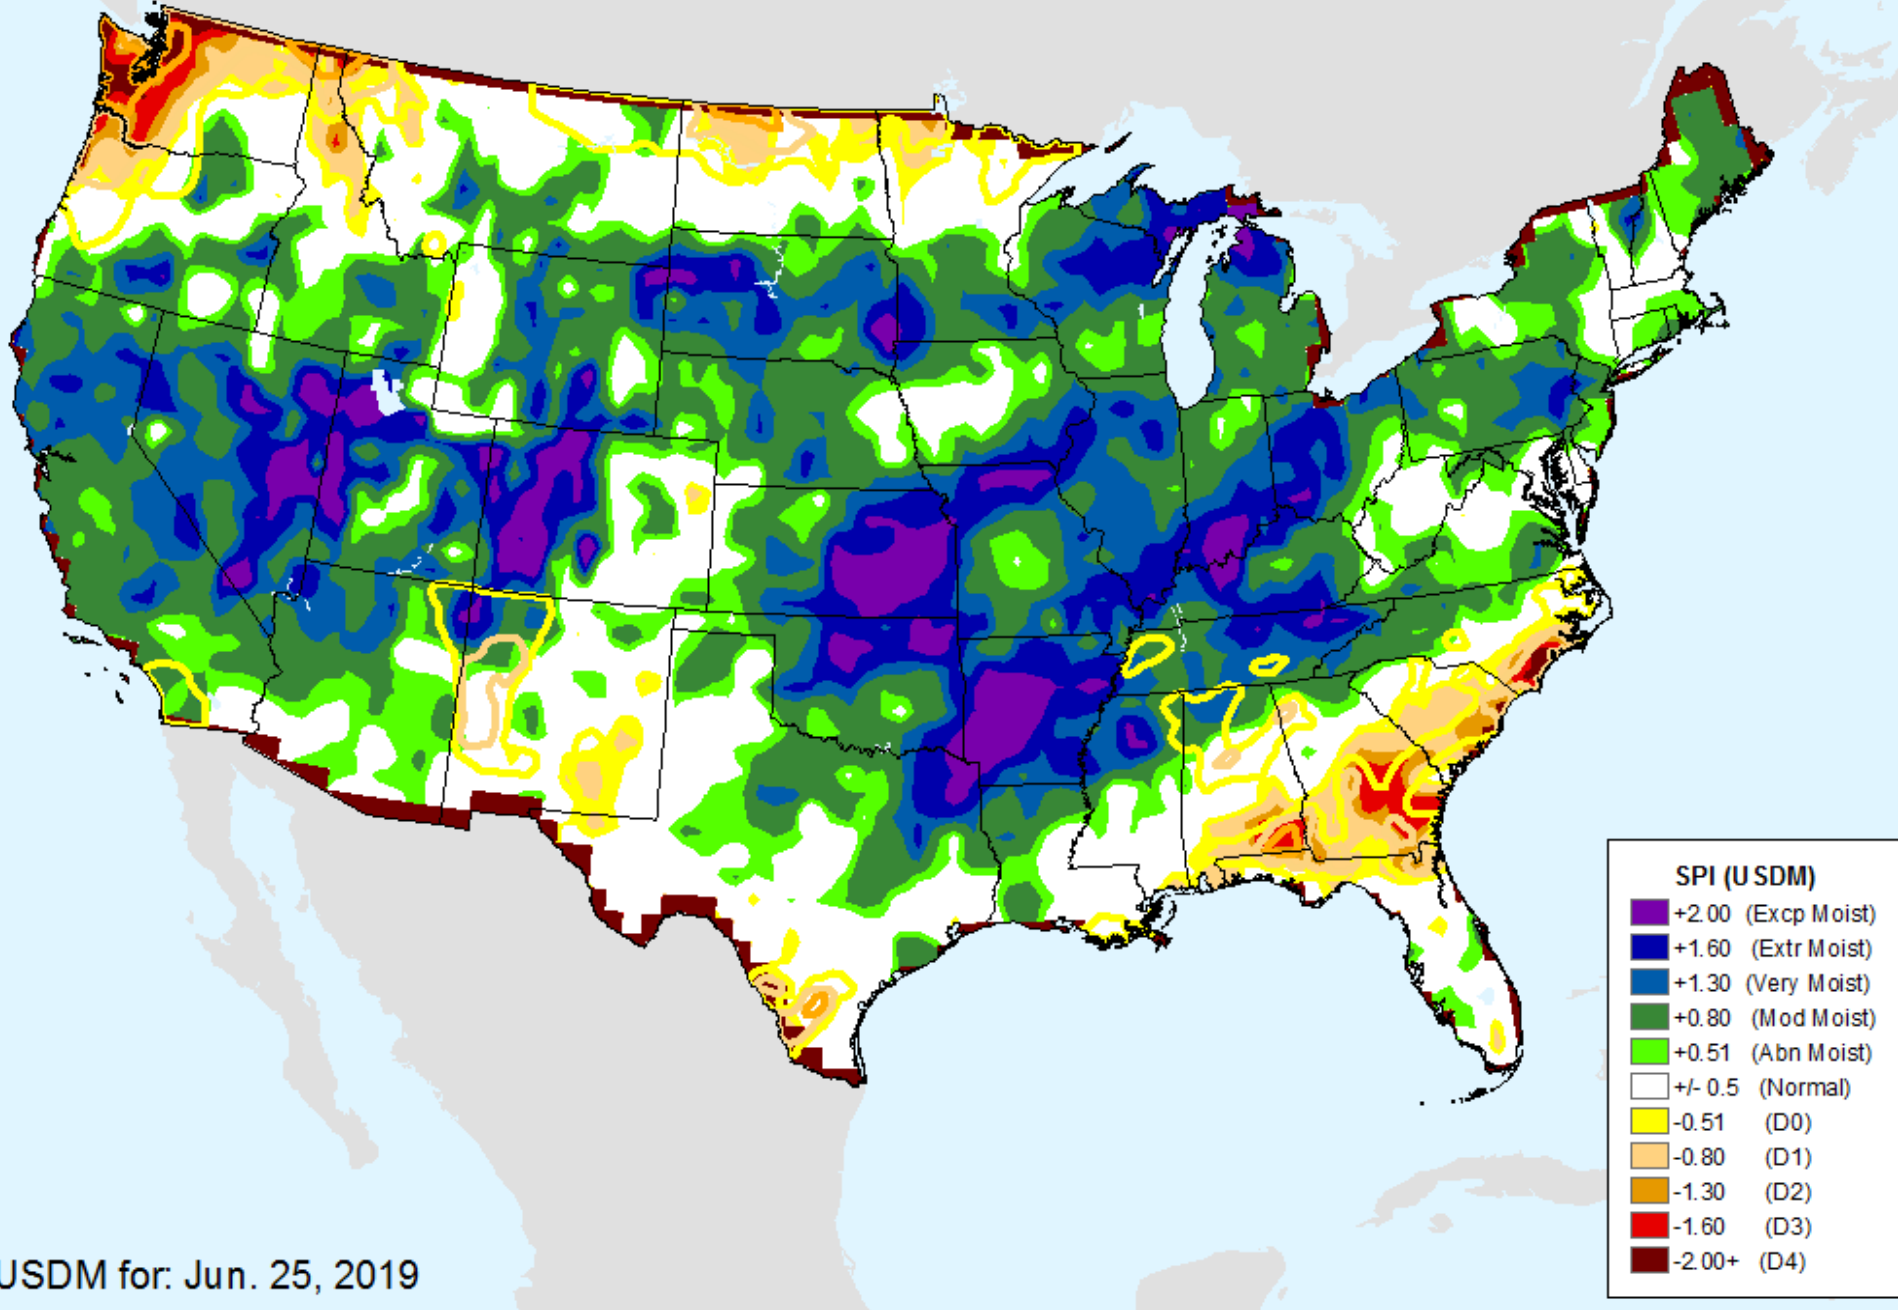 SPI (USDM)
+2.00 (Excp Moist)
+1.60 (Extr Moist)
+1.30 (Very Moist)
+0.80 (Mod Moist)
+0.51 (Abn Moist)
+/- 0.5 (Normal)
-0.51 (D0)
-0.80 (D1)
-1.30 (D2)
-1.60 (D3)
-2.00+ (D4)
USDM for: Jun. 25, 2019